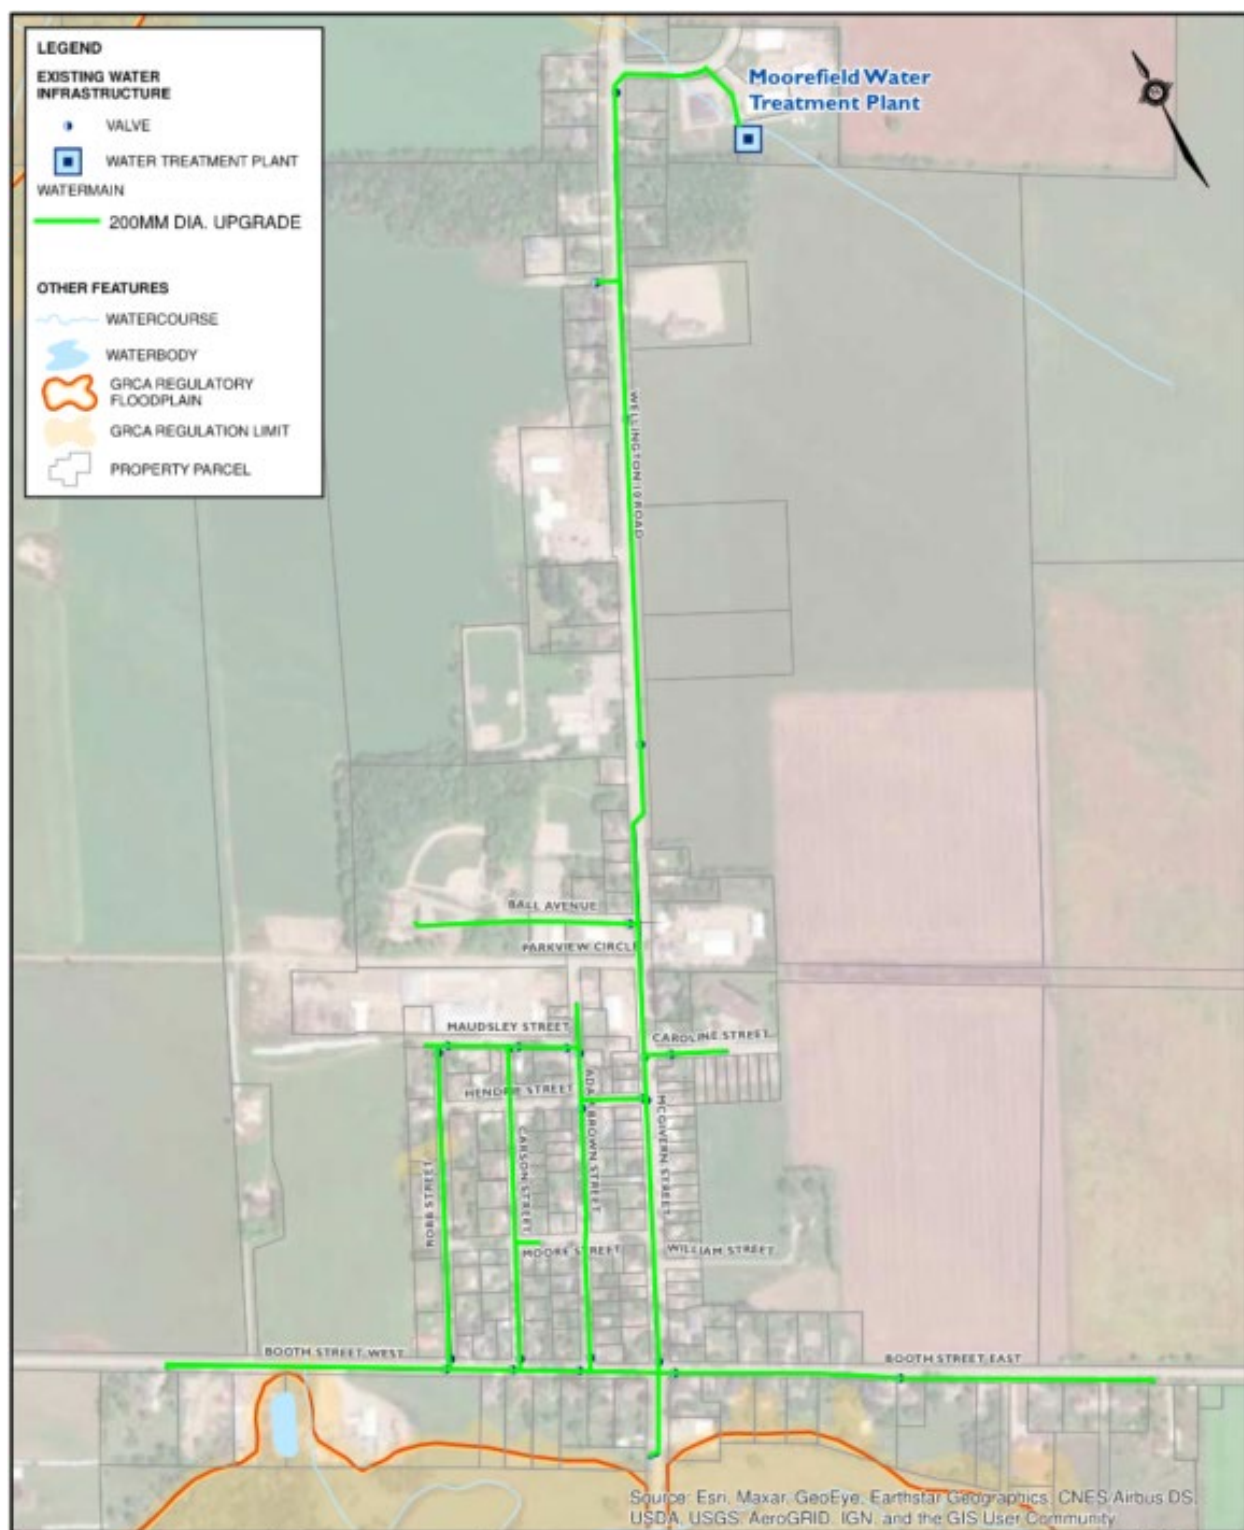 LEGEND
EXISTING WATER
INFRASTRUCTURE
VALVE
WATER TREATMENT PLANT
WATERMAIN
200MM DIA. UPGRADE
OTHER FEATURES
WATERCOURSE
WATERBODY
GRCA REGULATORY
FLOODPLAIN
GRCA REGULATION LIMIT
PROPERTY PARCEL
Moorefield Water
Treatment Plant
WELLINGTON 10 ROAD
BALL AVENUE
PARKVIEW CIRCLE
MAUDSLEY STREET
CAROLINE STREET
HENDRIE STREET
ADAM BROWN STREET
MCGIVERN STREET
CARSON STREET
ROBB STREET
MOORE STREET
WILLIAM STREET
BOOTH STREET WEST
BOOTH STREET EAST
Source: Esri, Maxar, GeoEye, Earthstar Geographics, CNES/Airbus DS,
USDA, USGS, AeroGRID, IGN, and the GIS User Community